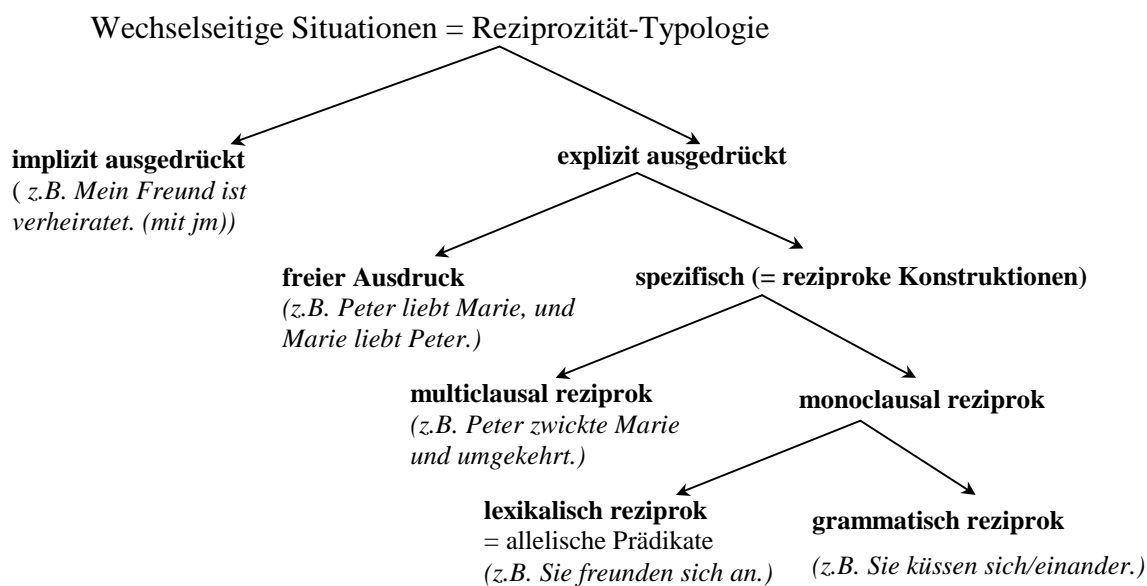 Wechselseitige Situationen = Reziprozität-Typologie
implizit ausgedrückt
( z.B. Mein Freund ist
verheiratet. (mit jm))
explizit ausgedrückt
freier Ausdruck
(z.B. Peter liebt Marie, und
Marie liebt Peter.)
spezifisch (= reziproke Konstruktionen)
multiclausal reziprok
(z.B. Peter zwickte Marie
und umgekehrt.)
monoclausal reziprok
lexikalisch reziprok
= allelische Prädikate
(z.B. Sie freunden sich an.)
grammatisch reziprok
(z.B. Sie küssen sich/einander.)